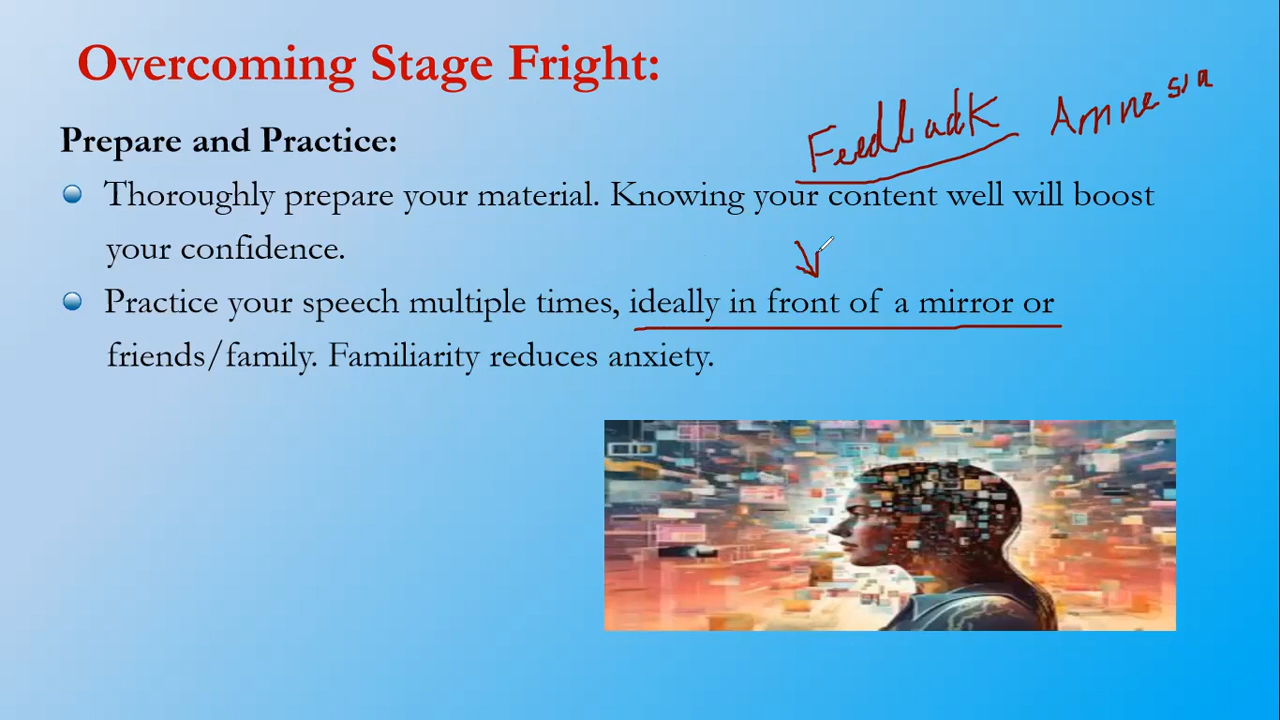 Overcoming Stage Fright:
Feedback Amnesia
Prepare and Practice:
Thoroughly prepare your material. Knowing your content well will boost
your confidence.
Practice your speech multiple times, ideally in front of a mirror or
friends/family. Familiarity reduces anxiety.